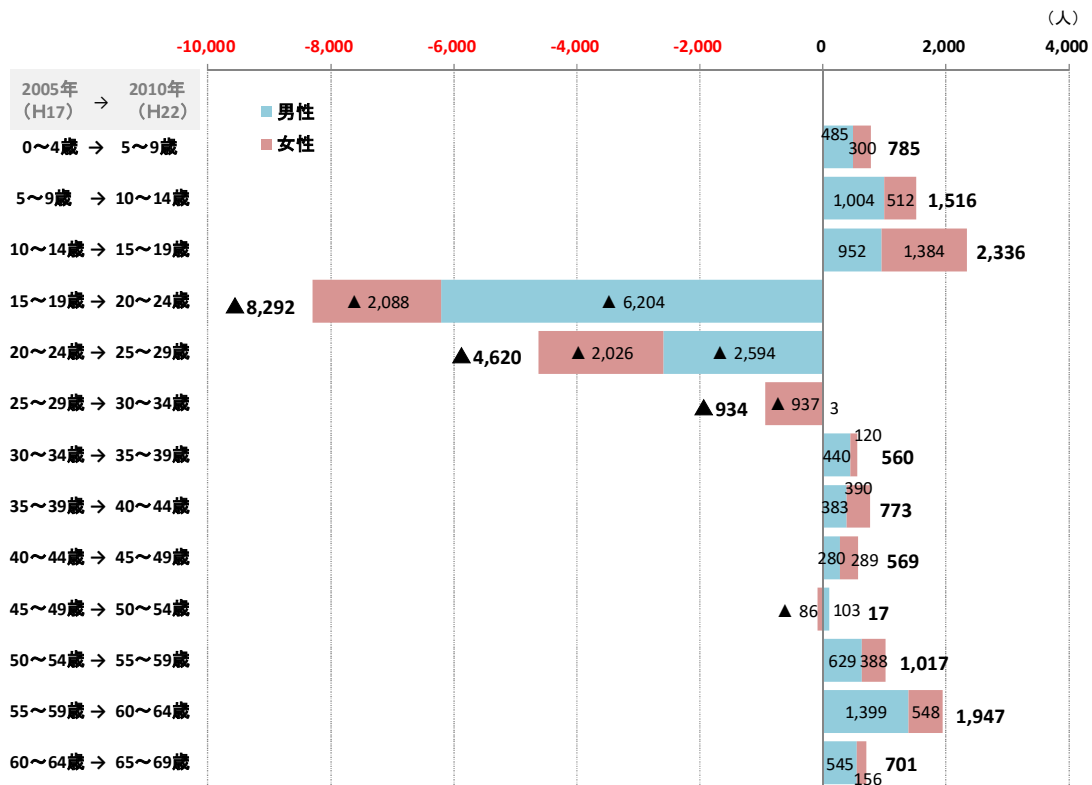 （人）
-10,000 -8,000 -6,000 -4,000 -2,000 0 2,000 4,000
2005年 → 2010年
（H17） （H22）
■ 男性
■ 女性
0～4歳 → 5～9歳 485 300 785
5～9歳 → 10～14歳 1,004 512 1,516
10～14歳 → 15～19歳 952 1,384 2,336
15～19歳 → 20～24歳 ▲8,292 ▲ 2,088 ▲ 6,204
20～24歳 → 25～29歳 ▲4,620 ▲ 2,026 ▲ 2,594
25～29歳 → 30～34歳 ▲934 ▲ 937 3
30～34歳 → 35～39歳 440 120 560
35～39歳 → 40～44歳 383 390 773
40～44歳 → 45～49歳 280 289 569
45～49歳 → 50～54歳 ▲ 86 103 17
50～54歳 → 55～59歳 629 388 1,017
55～59歳 → 60～64歳 1,399 548 1,947
60～64歳 → 65～69歳 545 156 701